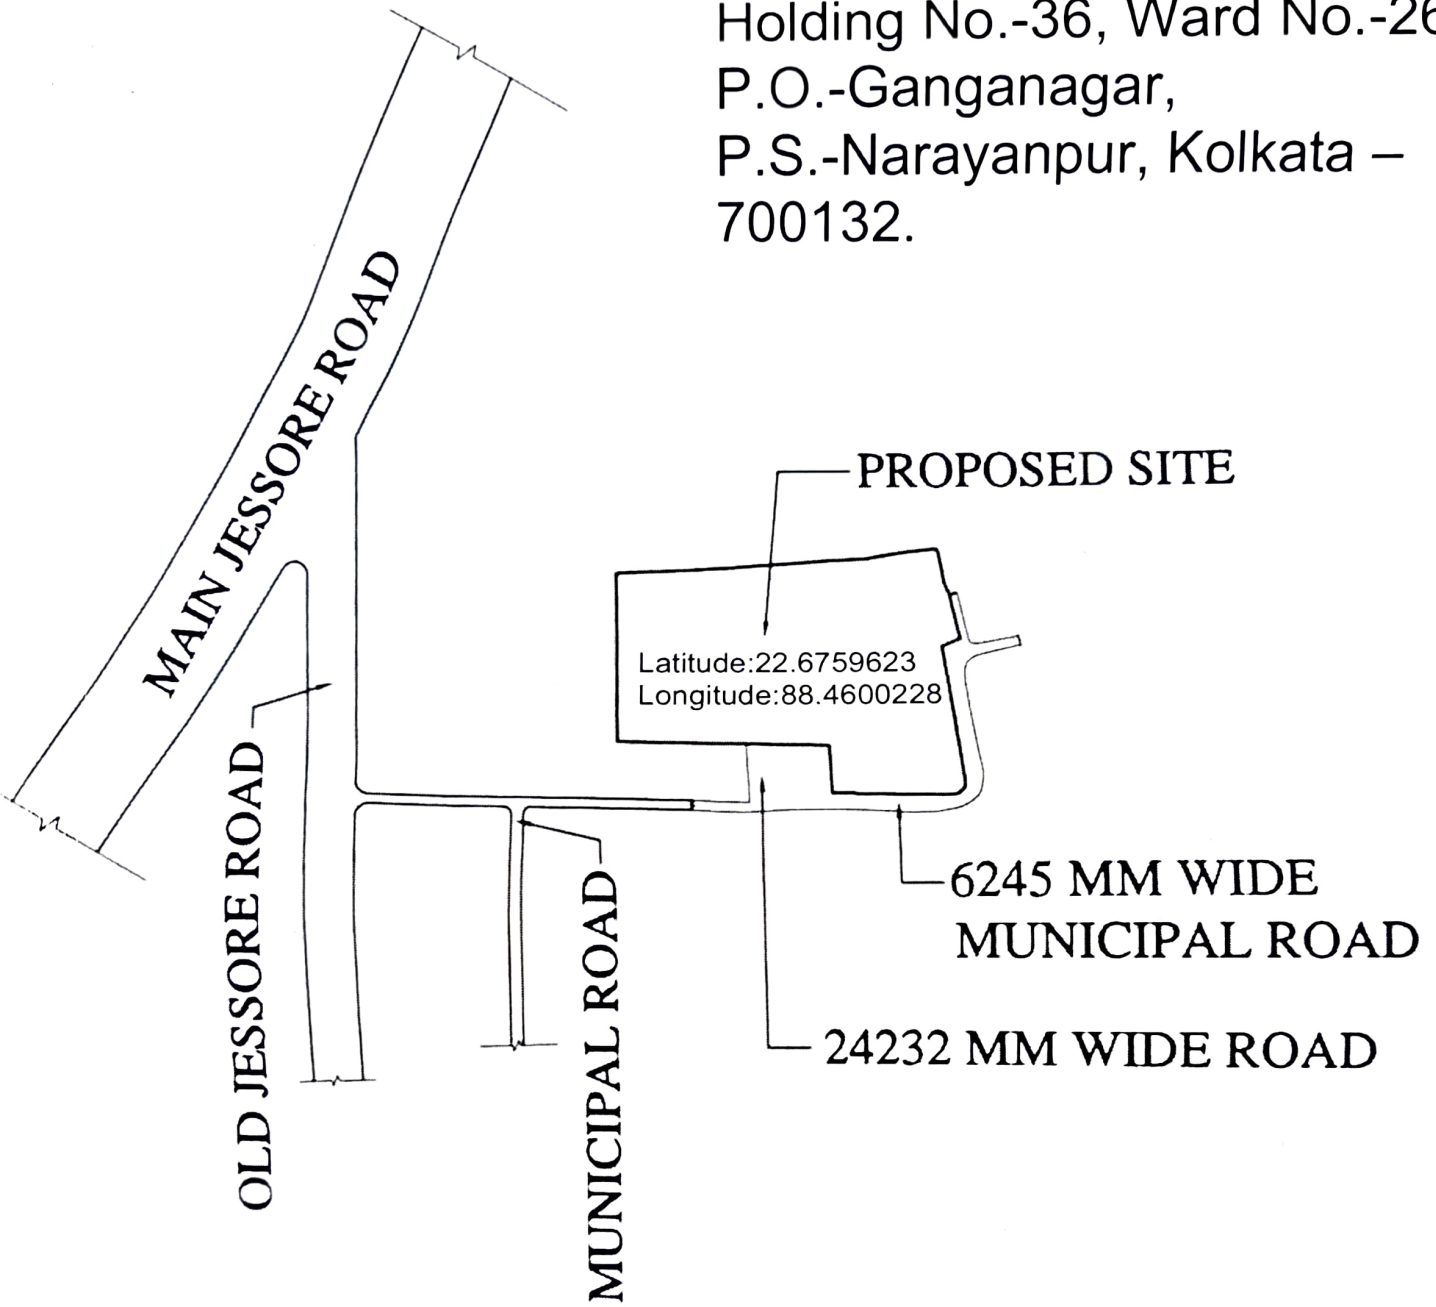 Holding No.-36, Ward No.-26
P.O.-Ganganagar,
P.S.-Narayanpur, Kolkata –
700132.
MAIN JESSORE ROAD
PROPOSED SITE
Latitude:22.6759623
Longitude:88.4600228
OLD JESSORE ROAD
MUNICIPAL ROAD
6245 MM WIDE
MUNICIPAL ROAD
24232 MM WIDE ROAD